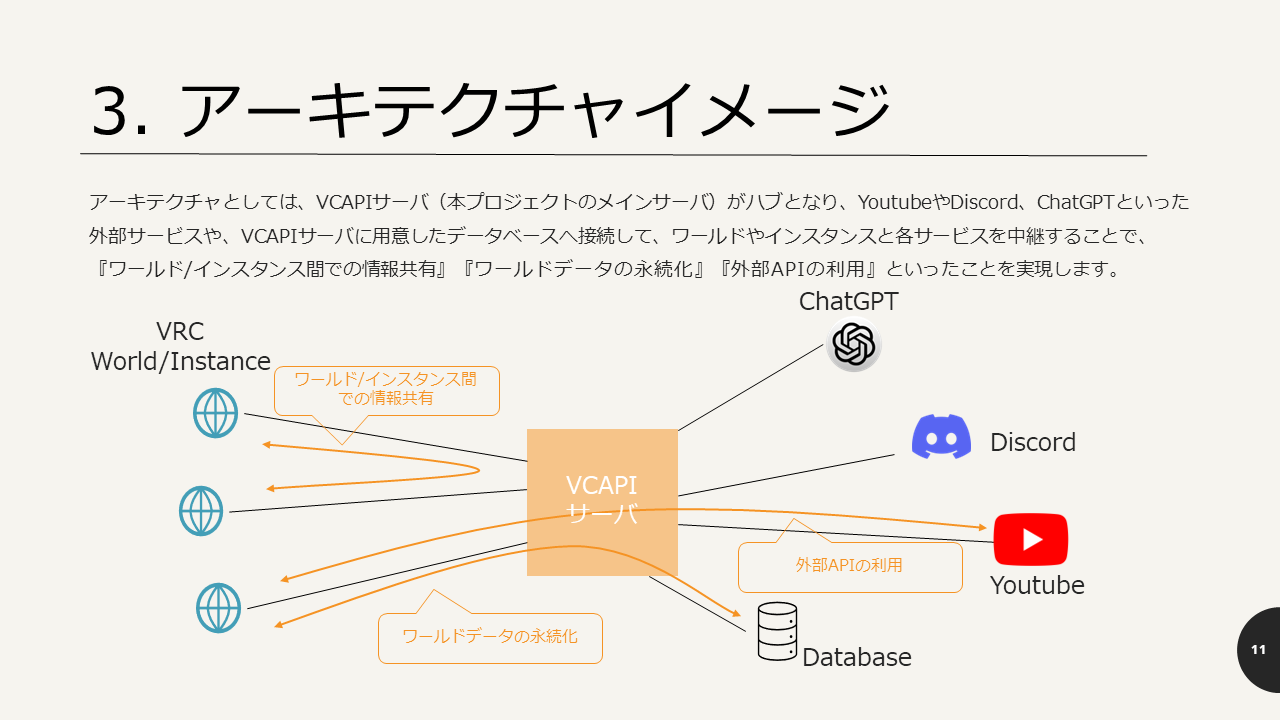 3. アーキテクチャイメージ
アーキテクチャとしては、VCAPIサーバ（本プロジェクトのメインサーバ）がハブとなり、YoutubeやDiscord、ChatGPTといった
外部サービスや、VCAPIサーバに用意したデータベースへ接続して、ワールドやインスタンスと各サービスを中継することで、
『ワールド/インスタンス間での情報共有』『ワールドデータの永続化』『外部APIの利用』といったことを実現します。
ChatGPT
VRC
World/Instance
ワールド/インスタンス間
での情報共有
Discord
VCAPI
サーバ
外部APIの利用
Youtube
ワールドデータの永続化
Database
11